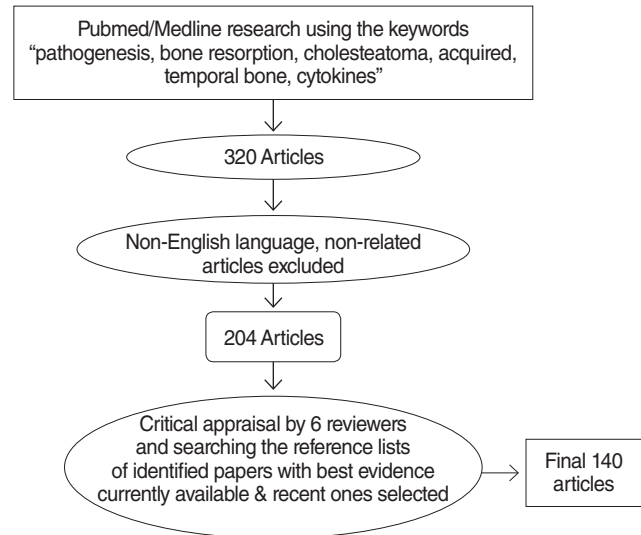 Pubmed/Medline research using the keywords
“pathogenesis, bone resorption, cholesteatoma, acquired,
temporal bone, cytokines”
320 Articles
Non-English language, non-related
articles excluded
204 Articles
Critical appraisal by 6 reviewers
and searching the reference lists
of identified papers with best evidence
currently available & recent ones selected
Final 140
articles